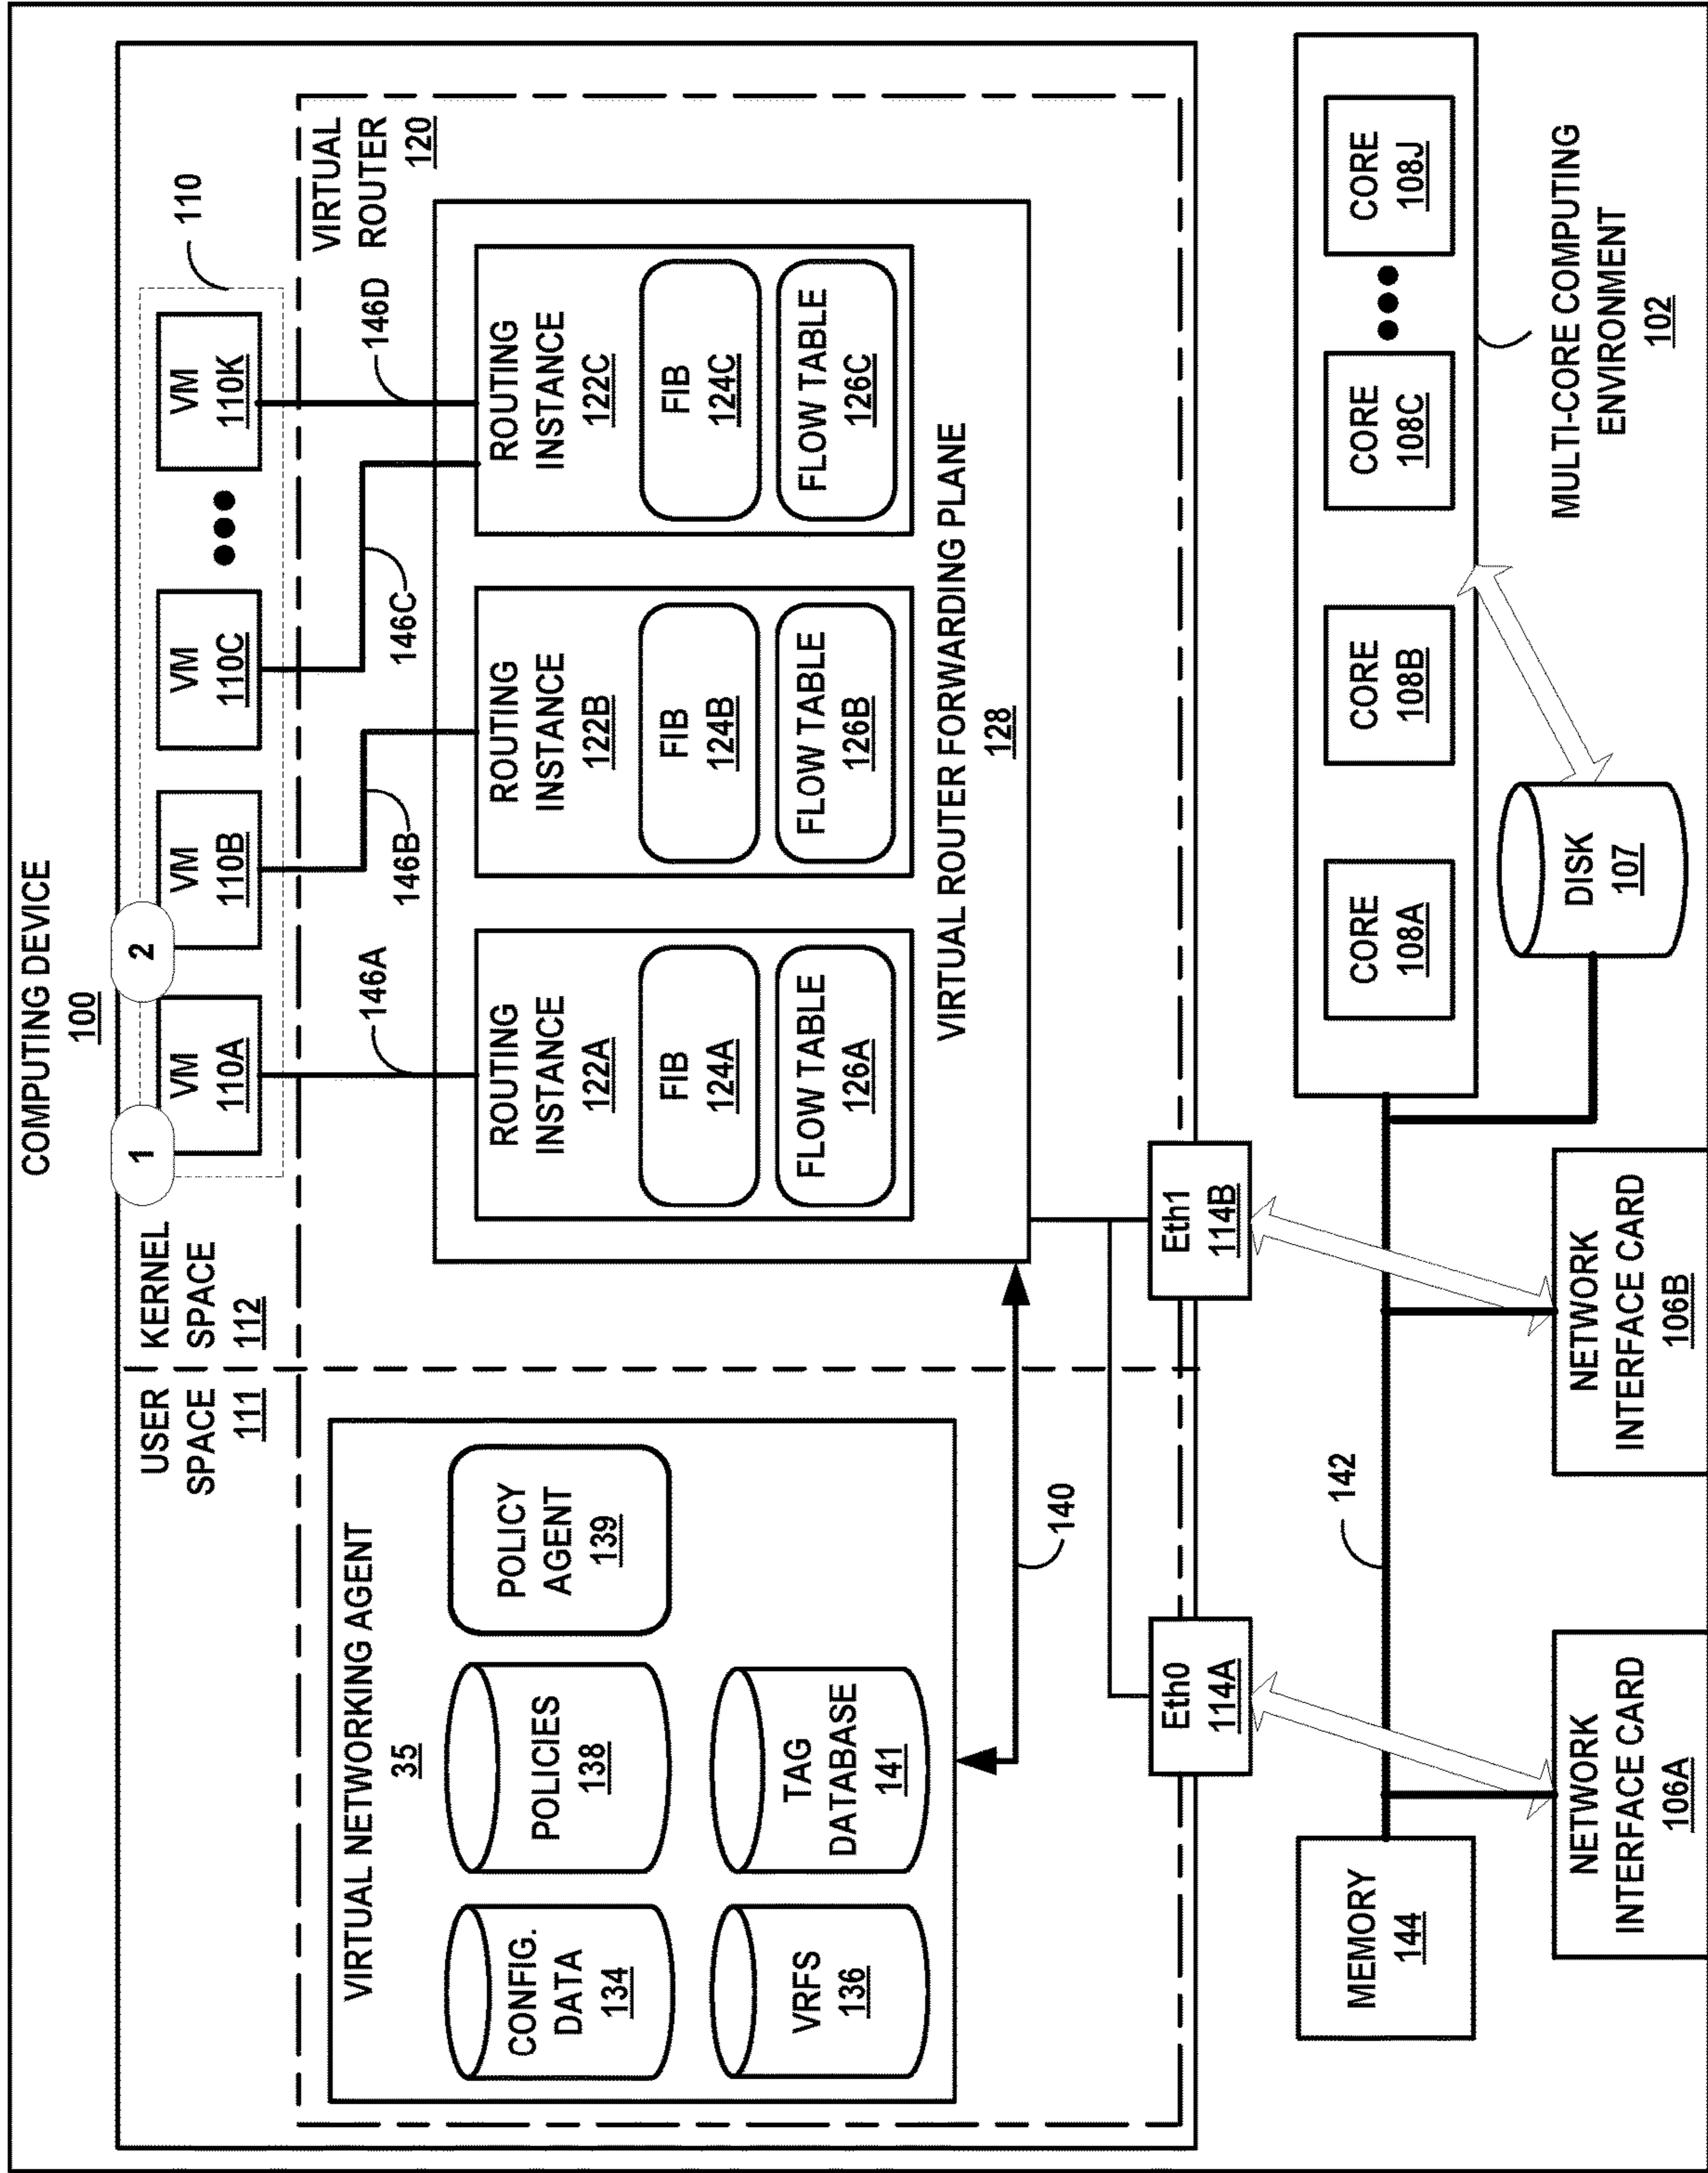 COMPUTING DEVICE
100
USER
SPACE
111
KERNEL
SPACE
112
1
VM
110A
2
VM
110B
VM
110C
VM
110K
110
VIRTUAL
ROUTER
120
VIRTUAL NETWORKING AGENT
35
CONFIG.
DATA
134
POLICIES
138
POLICY
AGENT
139
VRFS
136
TAG
DATABASE
141
140
146A
146B
146C
146D
ROUTING
INSTANCE
122A
FIB
124A
FLOW TABLE
126A
ROUTING
INSTANCE
122B
FIB
124B
FLOW TABLE
126B
ROUTING
INSTANCE
122C
FIB
124C
FLOW TABLE
126C
VIRTUAL ROUTER FORWARDING PLANE
128
Eth0
114A
Eth1
114B
MEMORY
144
142
CORE
108A
CORE
108B
CORE
108C
CORE
108J
NETWORK
INTERFACE CARD
106A
NETWORK
INTERFACE CARD
106B
DISK
107
MULTI-CORE COMPUTING
ENVIRONMENT
102